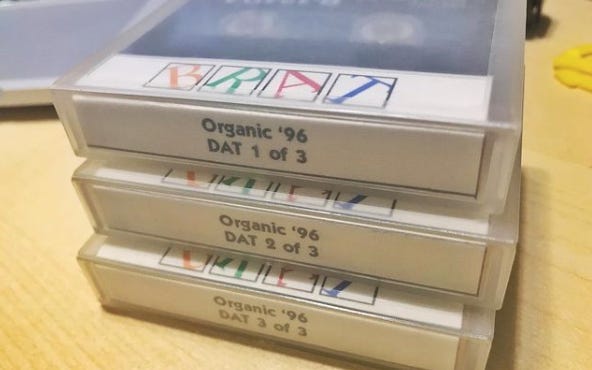 BRAT
Organic '96
DAT 1 of 3
Organic '96
DAT 2 of 3
Organic '96
DAT 3 of 3